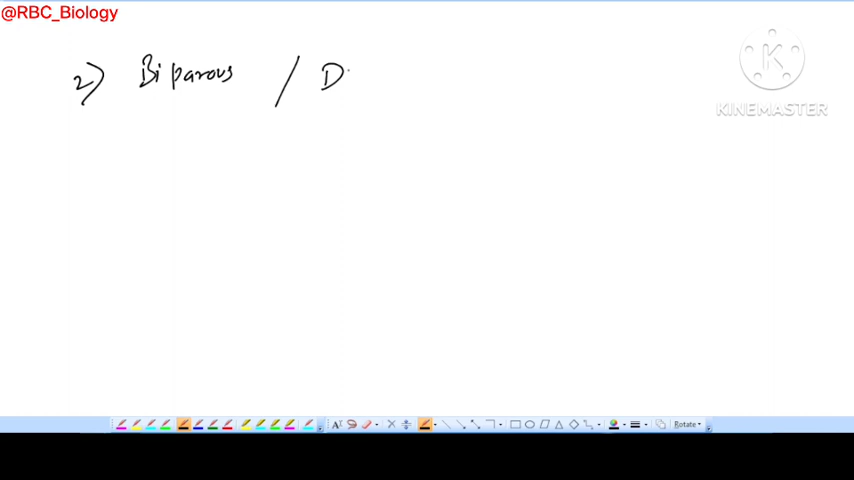 @RBC_Biology
2) Biparous / D
KINEMASTER
Rotate